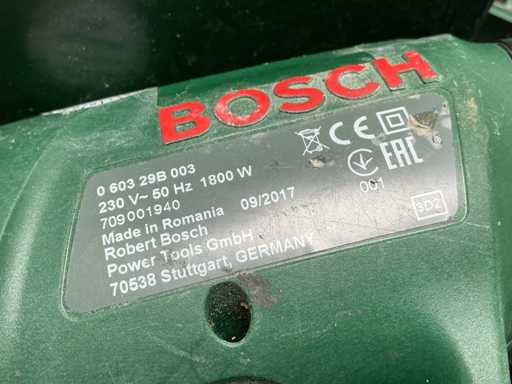 BOSCH
0 603 29B 003
230 V~ 50 Hz 1800 W
709001940
Made in Romania 09/2017
Robert Bosch
Power Tools GmbH
70538 Stuttgart, GERMANY
CE
EAC
001
3D2